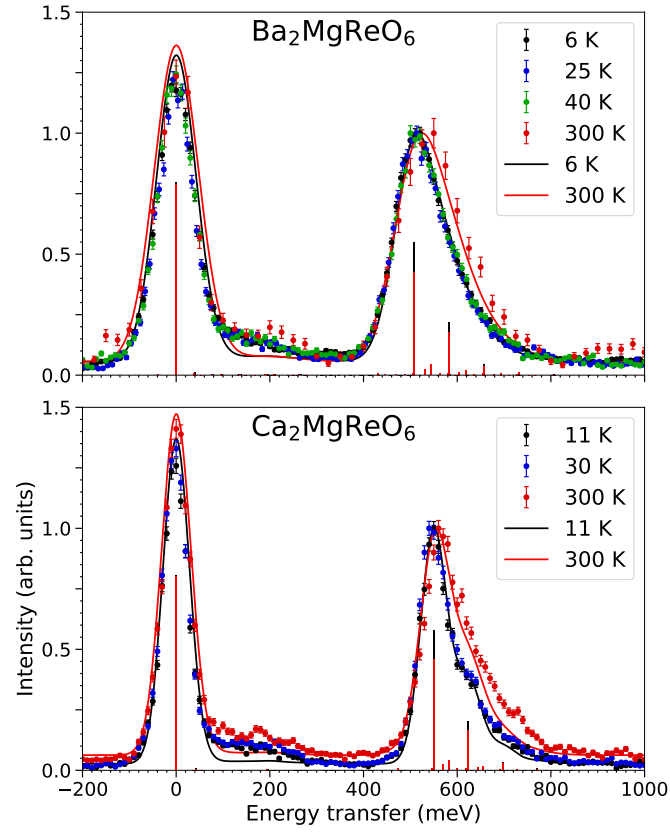 1.5
Ba₂MgReO₆
6 K
25 K
40 K
300 K
6 K
300 K
1.0
0.5
0.0
1.5
Ca₂MgReO₆
11 K
30 K
300 K
11 K
300 K
1.0
0.5
0.0
Intensity (arb. units)
−200 0 200 400 600 800 1000
Energy transfer (meV)